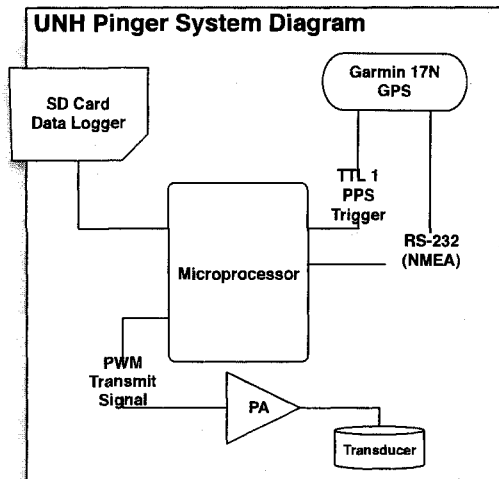 UNH Pinger System Diagram
SD Card
Data Logger
Garmin 17N
GPS
TTL 1
PPS
Trigger
RS-232
(NMEA)
Microprocessor
PWM
Transmit
Signal
PA
Transducer